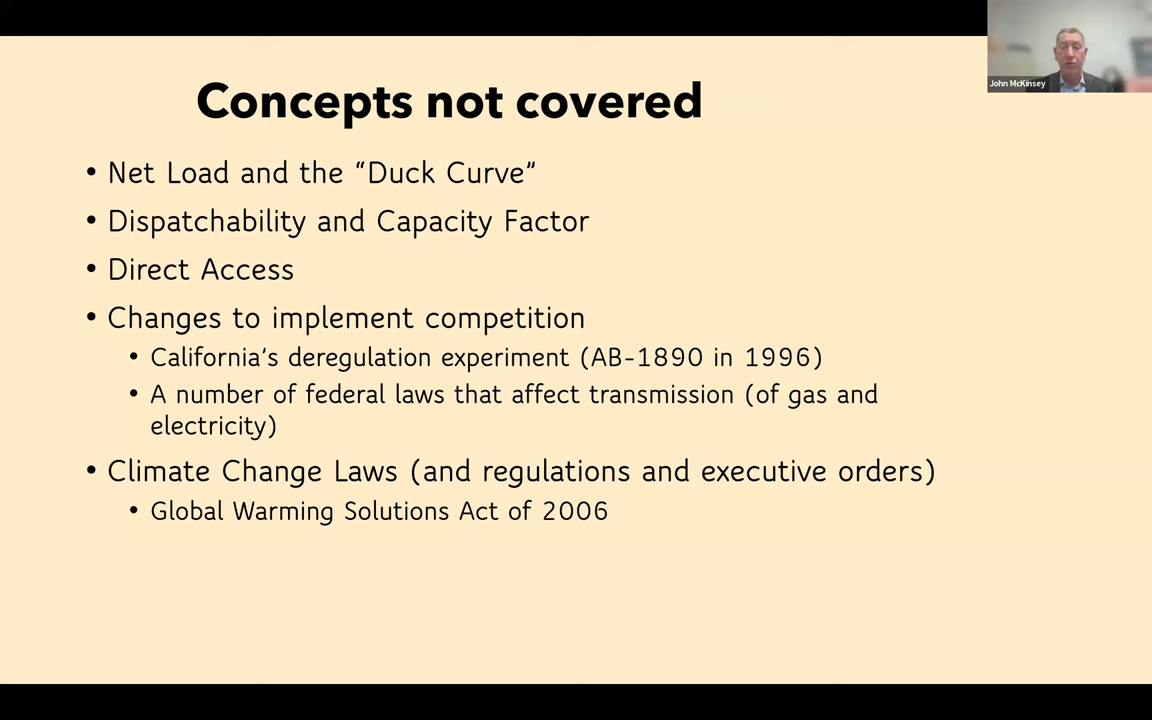 John McKinsey
Concepts not covered
• Net Load and the “Duck Curve”
• Dispatchability and Capacity Factor
• Direct Access
• Changes to implement competition
• California’s deregulation experiment (AB-1890 in 1996)
• A number of federal laws that affect transmission (of gas and
electricity)
• Climate Change Laws (and regulations and executive orders)
• Global Warming Solutions Act of 2006